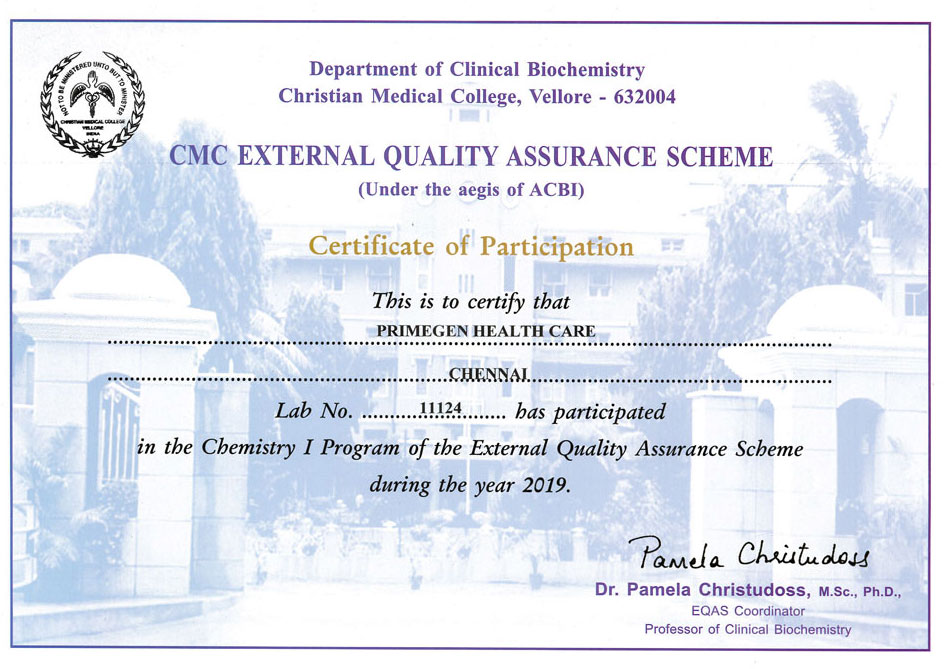 NOT TO BE MINISTERED UNTO BUT TO MINISTER
CHRISTIAN MEDICAL COLLEGE
VELLORE
INDIA
Department of Clinical Biochemistry
Christian Medical College, Vellore - 632004
CMC EXTERNAL QUALITY ASSURANCE SCHEME
(Under the aegis of ACBI)
Certificate of Participation
This is to certify that
PRIMEGEN HEALTH CARE
CHENNAI
Lab No. ..........11124........ has participated
in the Chemistry I Program of the External Quality Assurance Scheme
during the year 2019.
Pamela Christudoss
Dr. Pamela Christudoss, M.Sc., Ph.D.,
EQAS Coordinator
Professor of Clinical Biochemistry